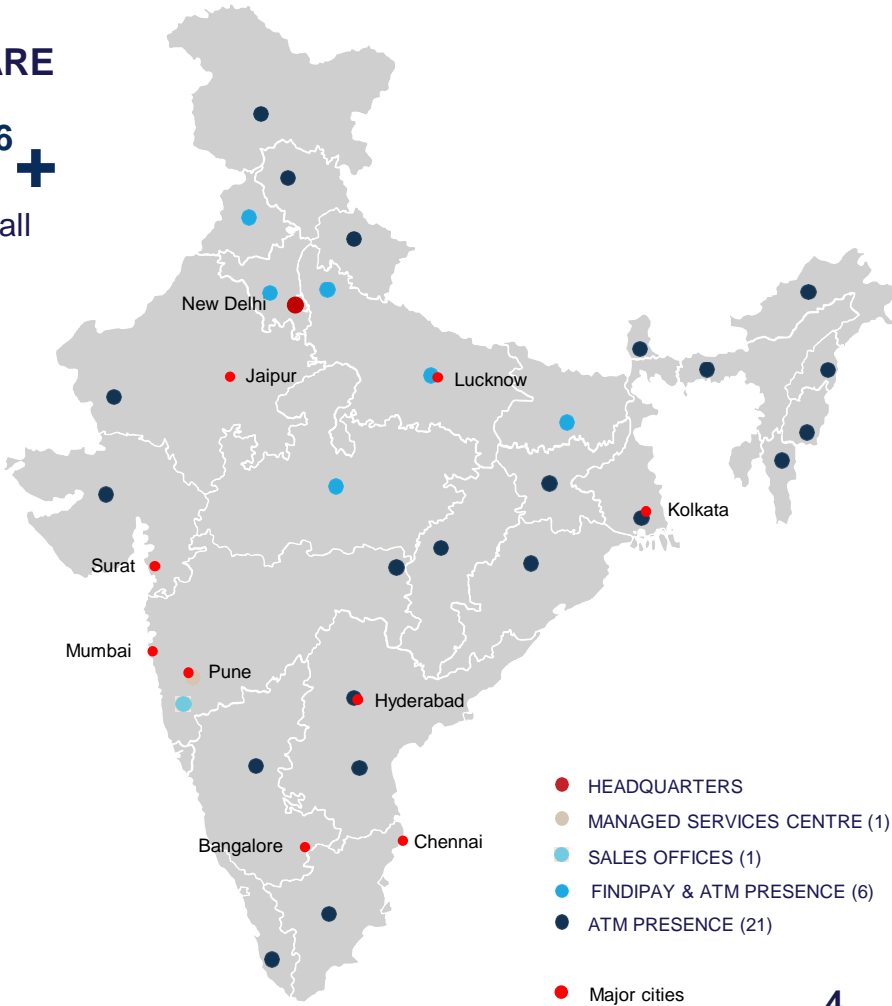 ARE
6
+
all
New Delhi
Jaipur
Lucknow
Kolkata
Surat
Mumbai
Pune
Hyderabad
Bangalore
Chennai
HEADQUARTERS
MANAGED SERVICES CENTRE (1)
SALES OFFICES (1)
FINDIPAY & ATM PRESENCE (6)
ATM PRESENCE (21)
Major cities
4